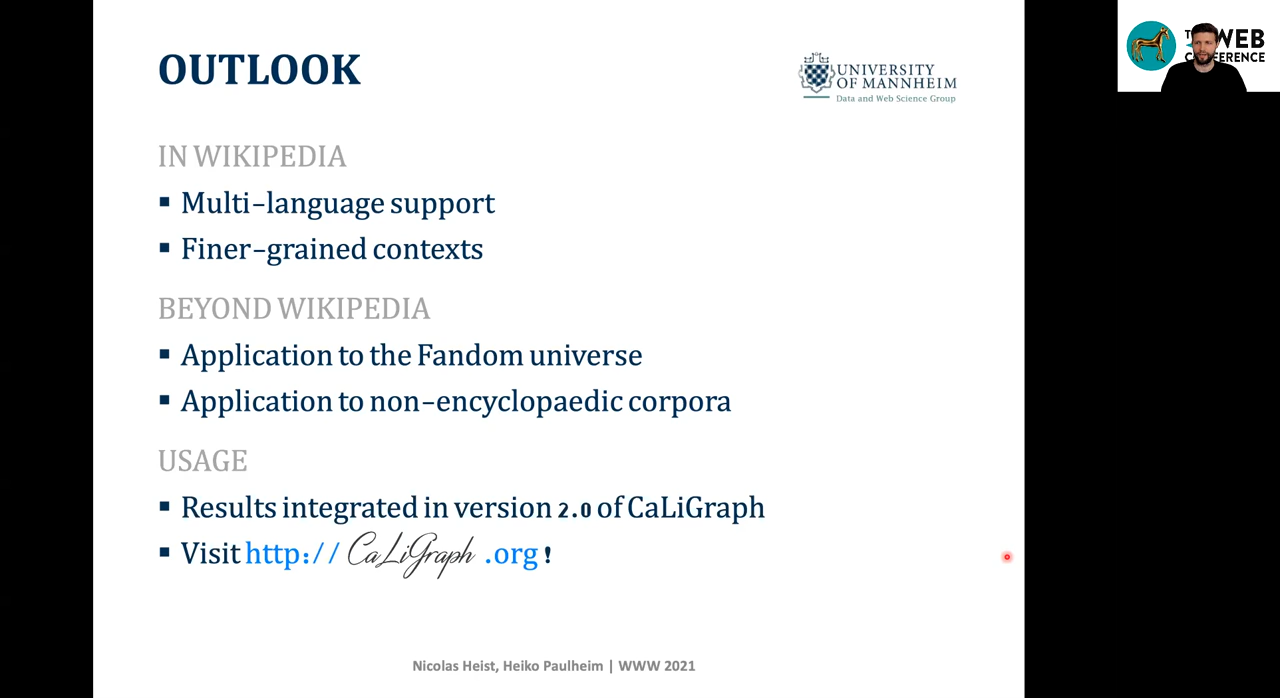 OUTLOOK
UNIVERSITY
OF MANNHEIM
Data and Web Science Group
WEB
CONFERENCE
IN WIKIPEDIA
▪ Multi-language support
▪ Finer-grained contexts
BEYOND WIKIPEDIA
▪ Application to the Fandom universe
▪ Application to non-encyclopaedic corpora
USAGE
▪ Results integrated in version 2.0 of CaLiGraph
▪ Visit http://CaLiGraph.org!
Nicolas Heist, Heiko Paulheim | WWW 2021